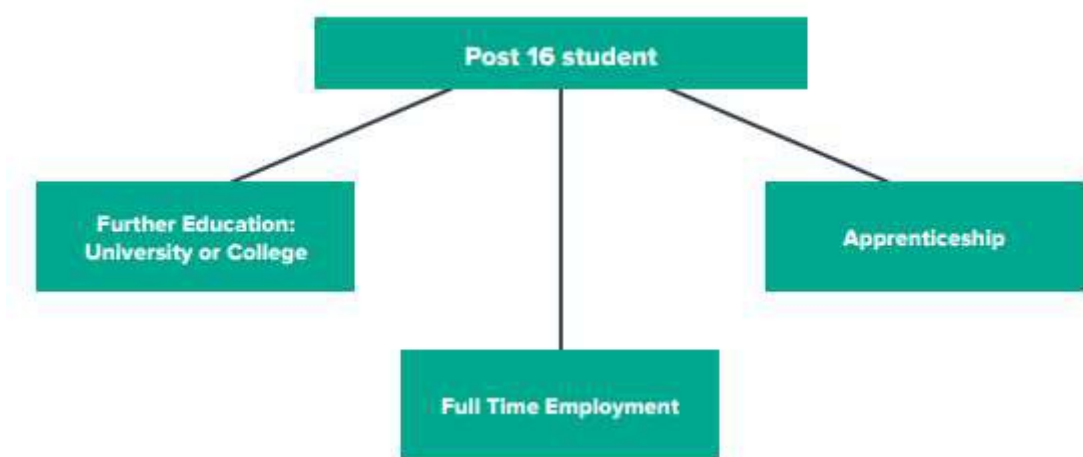 Post 16 student
Further Education:
University or College
Apprenticeship
Full Time Employment